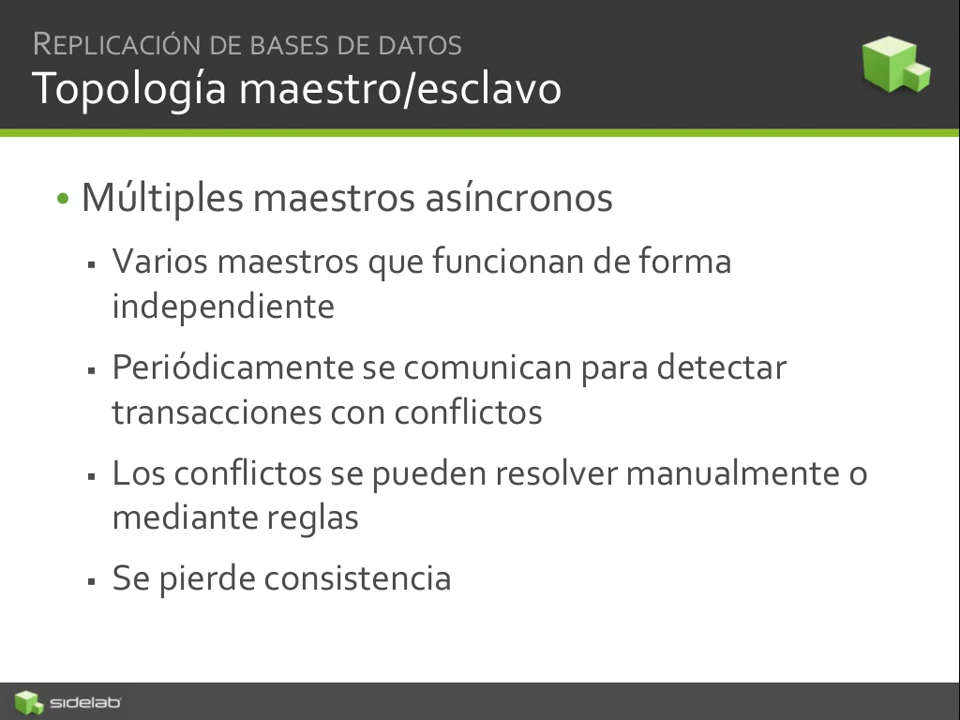 REPLICACIÓN DE BASES DE DATOS
Topología maestro/esclavo
• Múltiples maestros asíncronos
▪ Varios maestros que funcionan de forma
independiente
▪ Periódicamente se comunican para detectar
transacciones con conflictos
▪ Los conflictos se pueden resolver manualmente o
mediante reglas
▪ Se pierde consistencia
sidelab